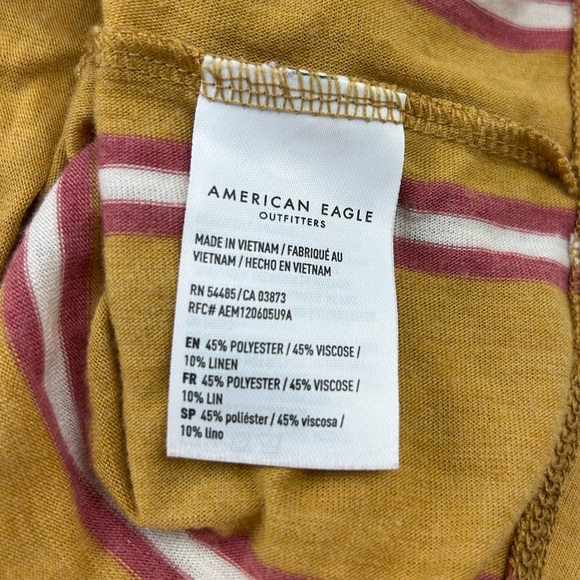 AMERICAN EAGLE
OUTFITTERS
MADE IN VIETNAM / FABRIQUÉ AU
VIETNAM / HECHO EN VIETNAM
RN 54485/CA 03873
RFC# AEM120605U9A
EN 45% POLYESTER / 45% VISCOSE /
10% LINEN
FR 45% POLYESTER / 45% VISCOSE /
10% LIN
SP 45% poliéster / 45% viscosa /
10% lino